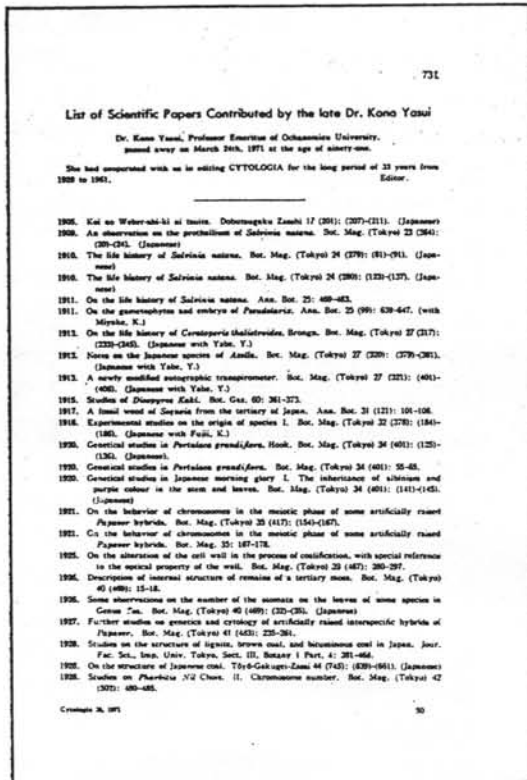 731
List of Scientific Papers Contributed by the late Dr. Kono Yasui
Dr. Kono Yasui, Professor Emeritus of Ochanomizu University,
passed away on March 24th, 1971 at the age of ninety-one.
She had cooperated with us in editing CYTOLOGIA for the long period of 33 years from
1929 to 1961. Editor.
1905. Koi no Weber-shi-ki ni tsuite. Dobutsugaku Zasshi 17 (201): (207)-(211). (Japanese)
1909. An observation on the prothallium of Salvinia natans. Bot. Mag. (Tokyo) 23 (264):
(20)-(24). (Japanese)
1910. The life history of Salvinia natans. Bot. Mag. (Tokyo) 24 (279): (81)-(91). (Japa-
nese)
1910. The life history of Salvinia natans. Bot. Mag. (Tokyo) 24 (280): (123)-(137). (Japa-
nese)
1911. On the life history of Salvinia natans. Ann. Bot. 25: 469-483.
1911. On the gametophytes and embryo of Pseudolarix. Ann. Bot. 25 (99): 639-647. (with
Miyake, K.)
1913. On the life history of Ceratopteris thalictroides, Brongn. Bot. Mag. (Tokyo) 27 (317):
(233)-(245). (Japanese with Yabe, Y.)
1913. Notes on the Japanese species of Azolla. Bot. Mag. (Tokyo) 27 (320): (379)-(381).
(Japanese with Yabe, Y.)
1913. A newly modified autographic transpirometer. Bot. Mag. (Tokyo) 27 (321): (401)-
(406). (Japanese with Yabe, Y.)
1915. Studies of Diospyros Kaki. Bot. Gaz. 60: 361-373.
1917. A fossil wood of Sequoia from the tertiary of Japan. Ann. Bot. 31 (121): 101-106.
1918. Experimental studies on the origin of species I. Bot. Mag. (Tokyo) 32 (378): (184)-
(186). (Japanese with Fujii, K.)
1920. Genetical studies in Portulaca grandiflora, Hook. Bot. Mag. (Tokyo) 34 (401): (125)-
(136). (Japanese).
1920. Genetical studies in Portulaca grandiflora. Bot. Mag. (Tokyo) 34 (401): 55-65.
1920. Genetical studies in Japanese morning glory I. The inheritance of albinism and
purple colour in the stem and leaves. Bot. Mag. (Tokyo) 34 (401): (141)-(145).
(Japanese)
1921. On the behavior of chromosomes in the meiotic phase of some artificially raised
Papaver hybrids. Bot. Mag. (Tokyo) 35 (417): (154)-(167).
1921. On the behavior of chromosomes in the meiotic phase of some artificially raised
Papaver hybrids. Bot. Mag. 35: 167-178.
1925. On the alteration of the cell wall in the process of coalification, with special reference
to the optical property of the wall. Bot. Mag. (Tokyo) 39 (467): 280-297.
1926. Description of internal structure of remains of a tertiary moss. Bot. Mag. (Tokyo)
40 (469): 15-18.
1926. Some observations on the number of the stomata on the leaves of some species in
Genus Bot. Mag. (Tokyo) 40 (469): (32)-(35). (Japanese)
1927. Further studies on genetics and cytology of artificially raised interspecific hybrids of
Papaver. Bot. Mag. (Tokyo) 41 (483): 235-261.
1928. Studies on the structure of lignite, brown coal, and bituminous coal in Japan. Jour.
Fac. Sci., Imp. Univ. Tokyo, Sect. III, Botany 1 Part, 4: 381-468.
1928. On the structure of Japanese coal. Tôyô-Gakugei-Zassi 44 (745): (639)-(661). (Japanese)
1928. Studies on Pharbitis Nil Chois. II. Chromosome number. Bot. Mag. (Tokyo) 42
(502): 480-485.
Cytologia 36, 1971 50